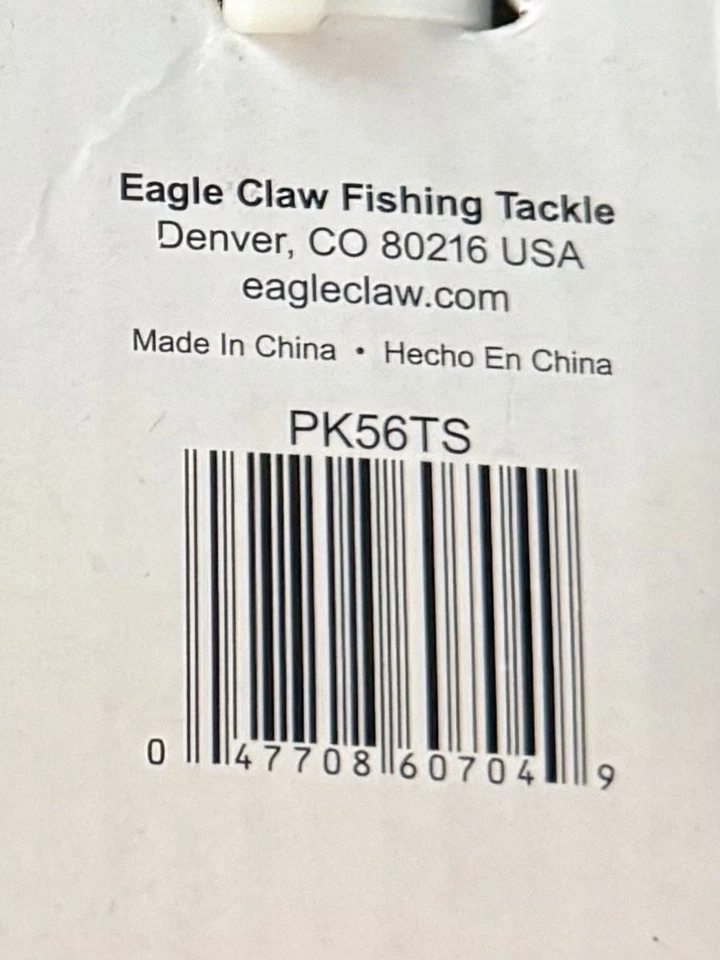 Eagle Claw Fishing Tackle
Denver, CO 80216 USA
eagleclaw.com
Made In China • Hecho En China
PK56TS
0 47708 60704 9